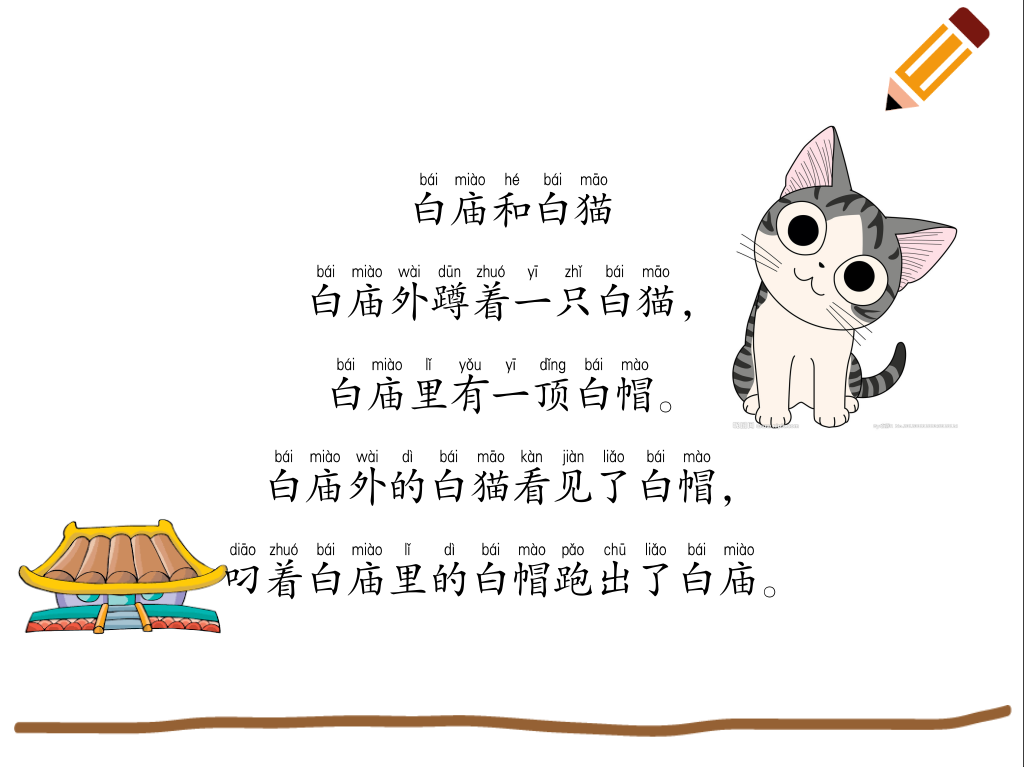 bái miào hé bái māo
白庙和白猫
bái miào wài dūn zhuó yī zhǐ bái māo
白庙外蹲着一只白猫，
bái miào lǐ yǒu yī dǐng bái mào
白庙里有一顶白帽。
bái miào wài dì bái māo kàn jiàn liǎo bái mào
白庙外的白猫看见了白帽，
diāo zhuó bái miào lǐ dì bái mào pǎo chū liǎo bái miào
叼着白庙里的白帽跑出了白庙。